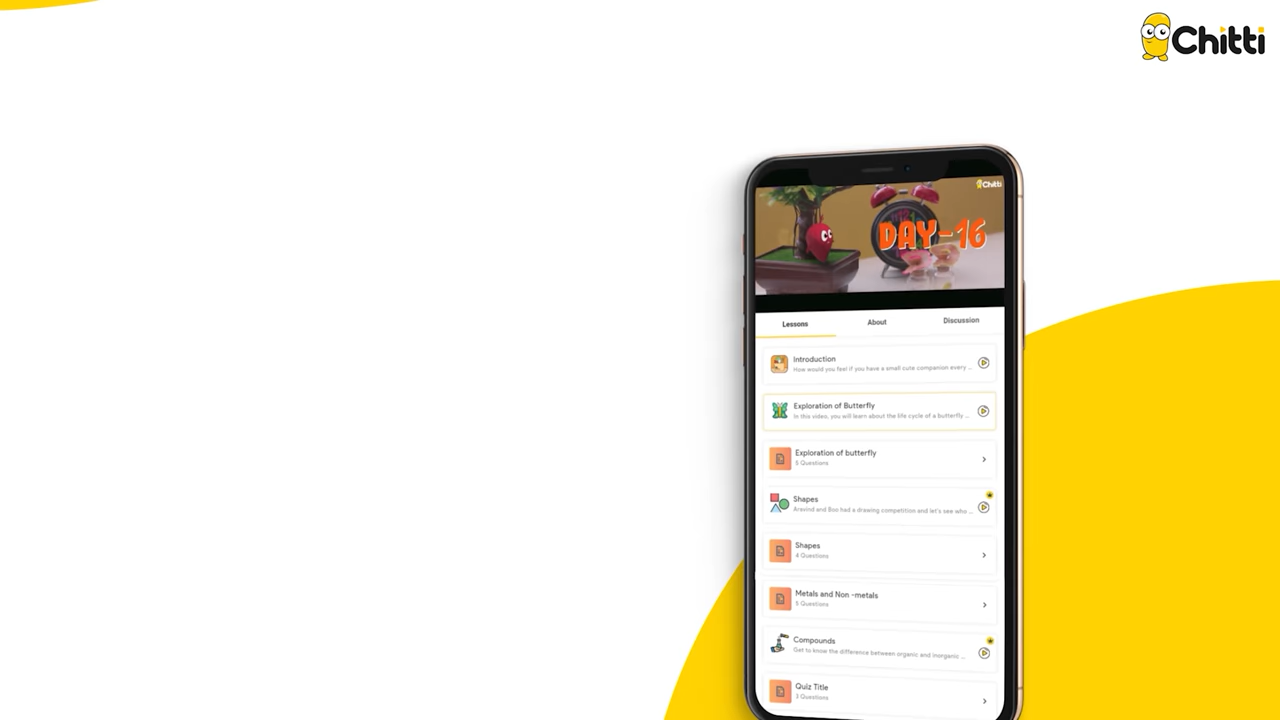 Chitti
Chitti
DAY-16
Lessons About Discussion
Introduction
How would you feel if you have a small cute companion every ...
Exploration of Butterfly
In this video, you will learn about the life cycle of a butterfly ...
Exploration of butterfly
5 Questions
Shapes
Aravind and Boo had a drawing competition and let's see who ...
Shapes
4 Questions
Metals and Non -metals
5 Questions
Compounds
Get to know the difference between organic and inorganic ...
Quiz Title
3 Questions